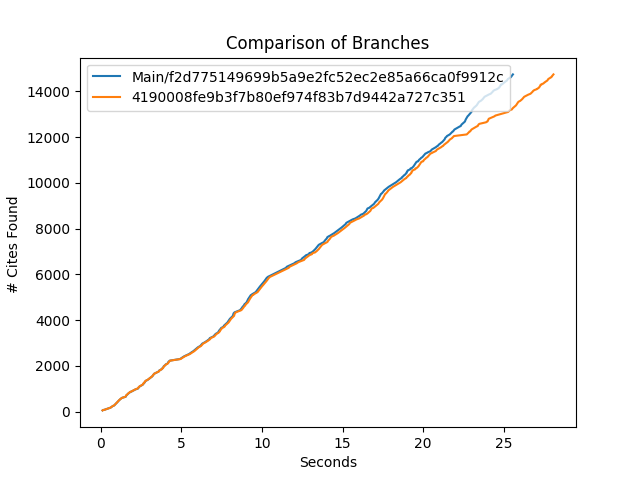 Comparison of Branches
Main/f2d775149699b5a9e2fc52ec2e85a66ca0f9912c
4190008fe9b3f7b80ef974f83b7d9442a727c351
# Cites Found
14000
12000
10000
8000
6000
4000
2000
0
0 5 10 15 20 25
Seconds